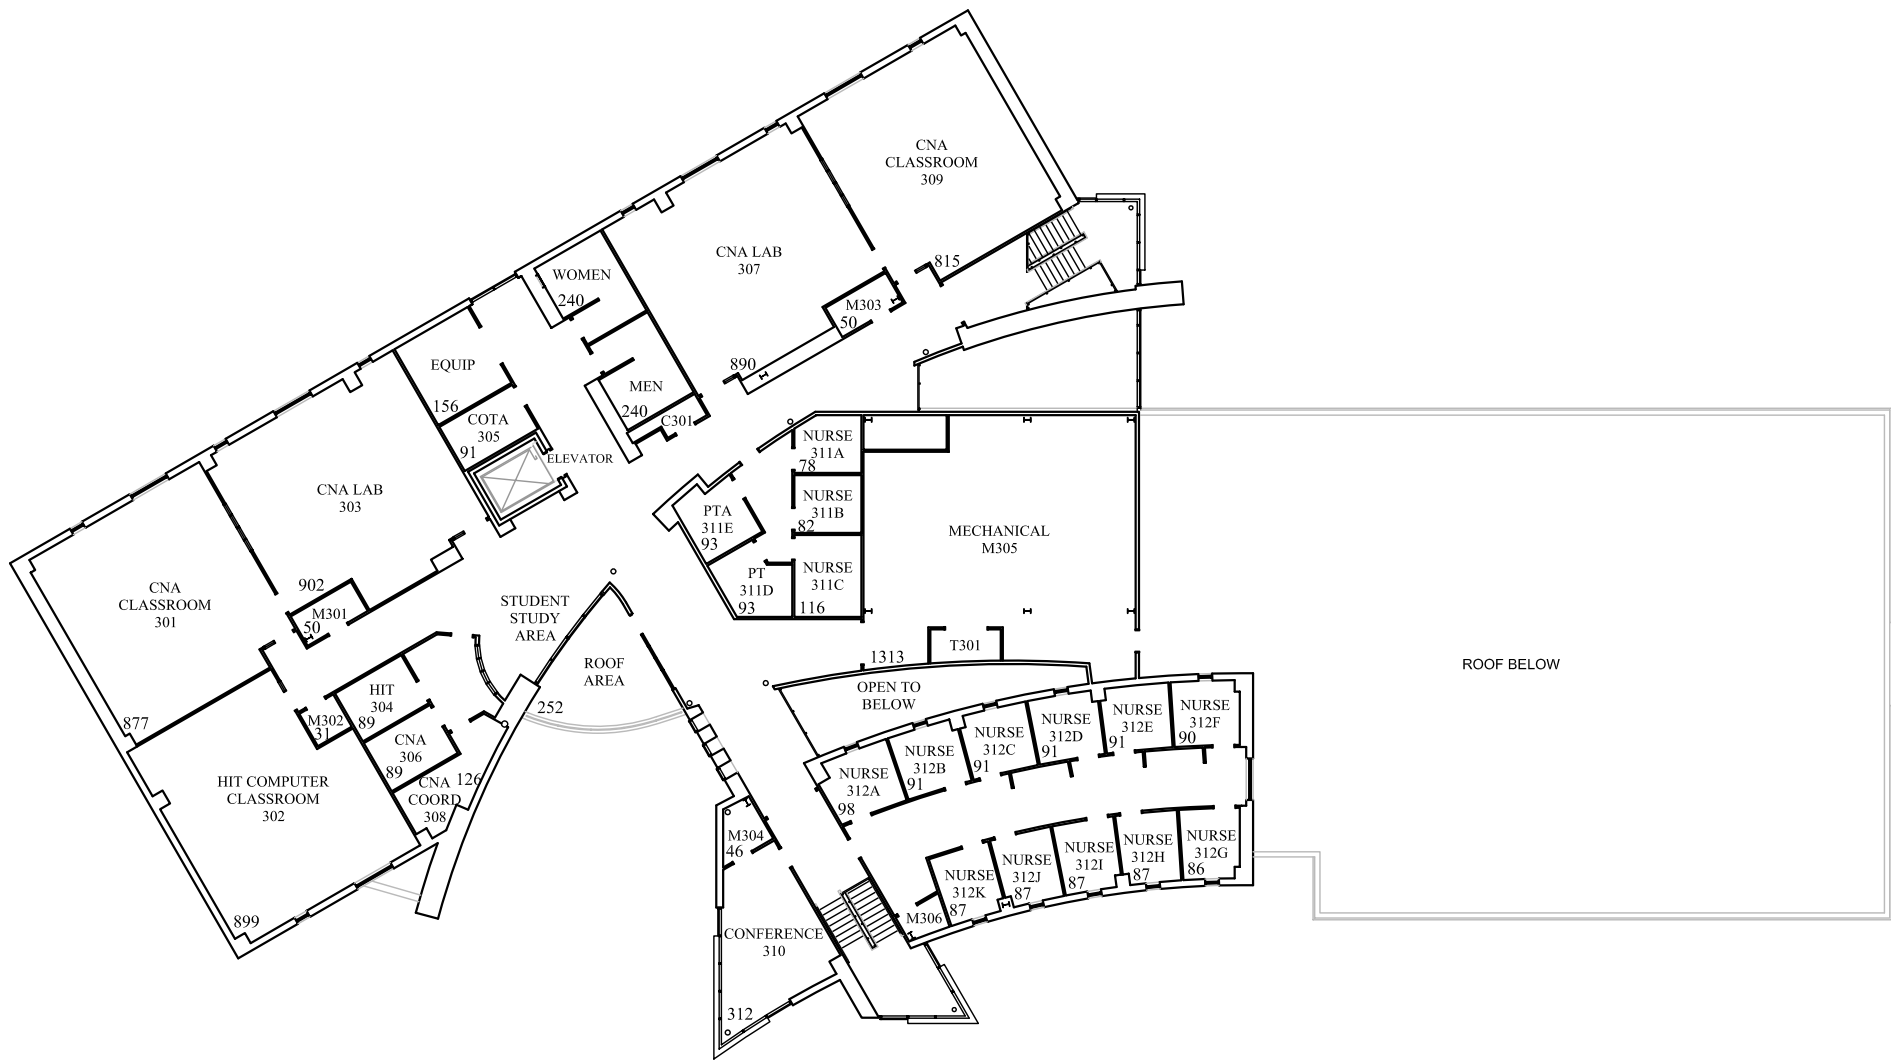 CNA
CLASSROOM
309
815
CNA LAB
307
890
M303
50
WOMEN
240
MEN
240
C301
EQUIP
156
COTA
305
91
ELEVATOR
CNA LAB
303
902
M301
50
CNA
CLASSROOM
301
877
STUDENT
STUDY
AREA
252
ROOF
AREA
HIT
304
89
M302
31
CNA
306
89
CNA
COORD
308
126
HIT COMPUTER
CLASSROOM
302
899
NURSE
311A
78
NURSE
311B
82
NURSE
311C
116
PTA
311E
93
PT
311D
93
MECHANICAL
M305
1313
T301
OPEN TO
BELOW
NURSE
312A
98
NURSE
312B
91
NURSE
312C
91
NURSE
312D
91
NURSE
312E
91
NURSE
312F
90
NURSE
312G
86
NURSE
312H
87
NURSE
312I
87
NURSE
312J
87
NURSE
312K
87
M306
M304
46
CONFERENCE
310
312
ROOF BELOW